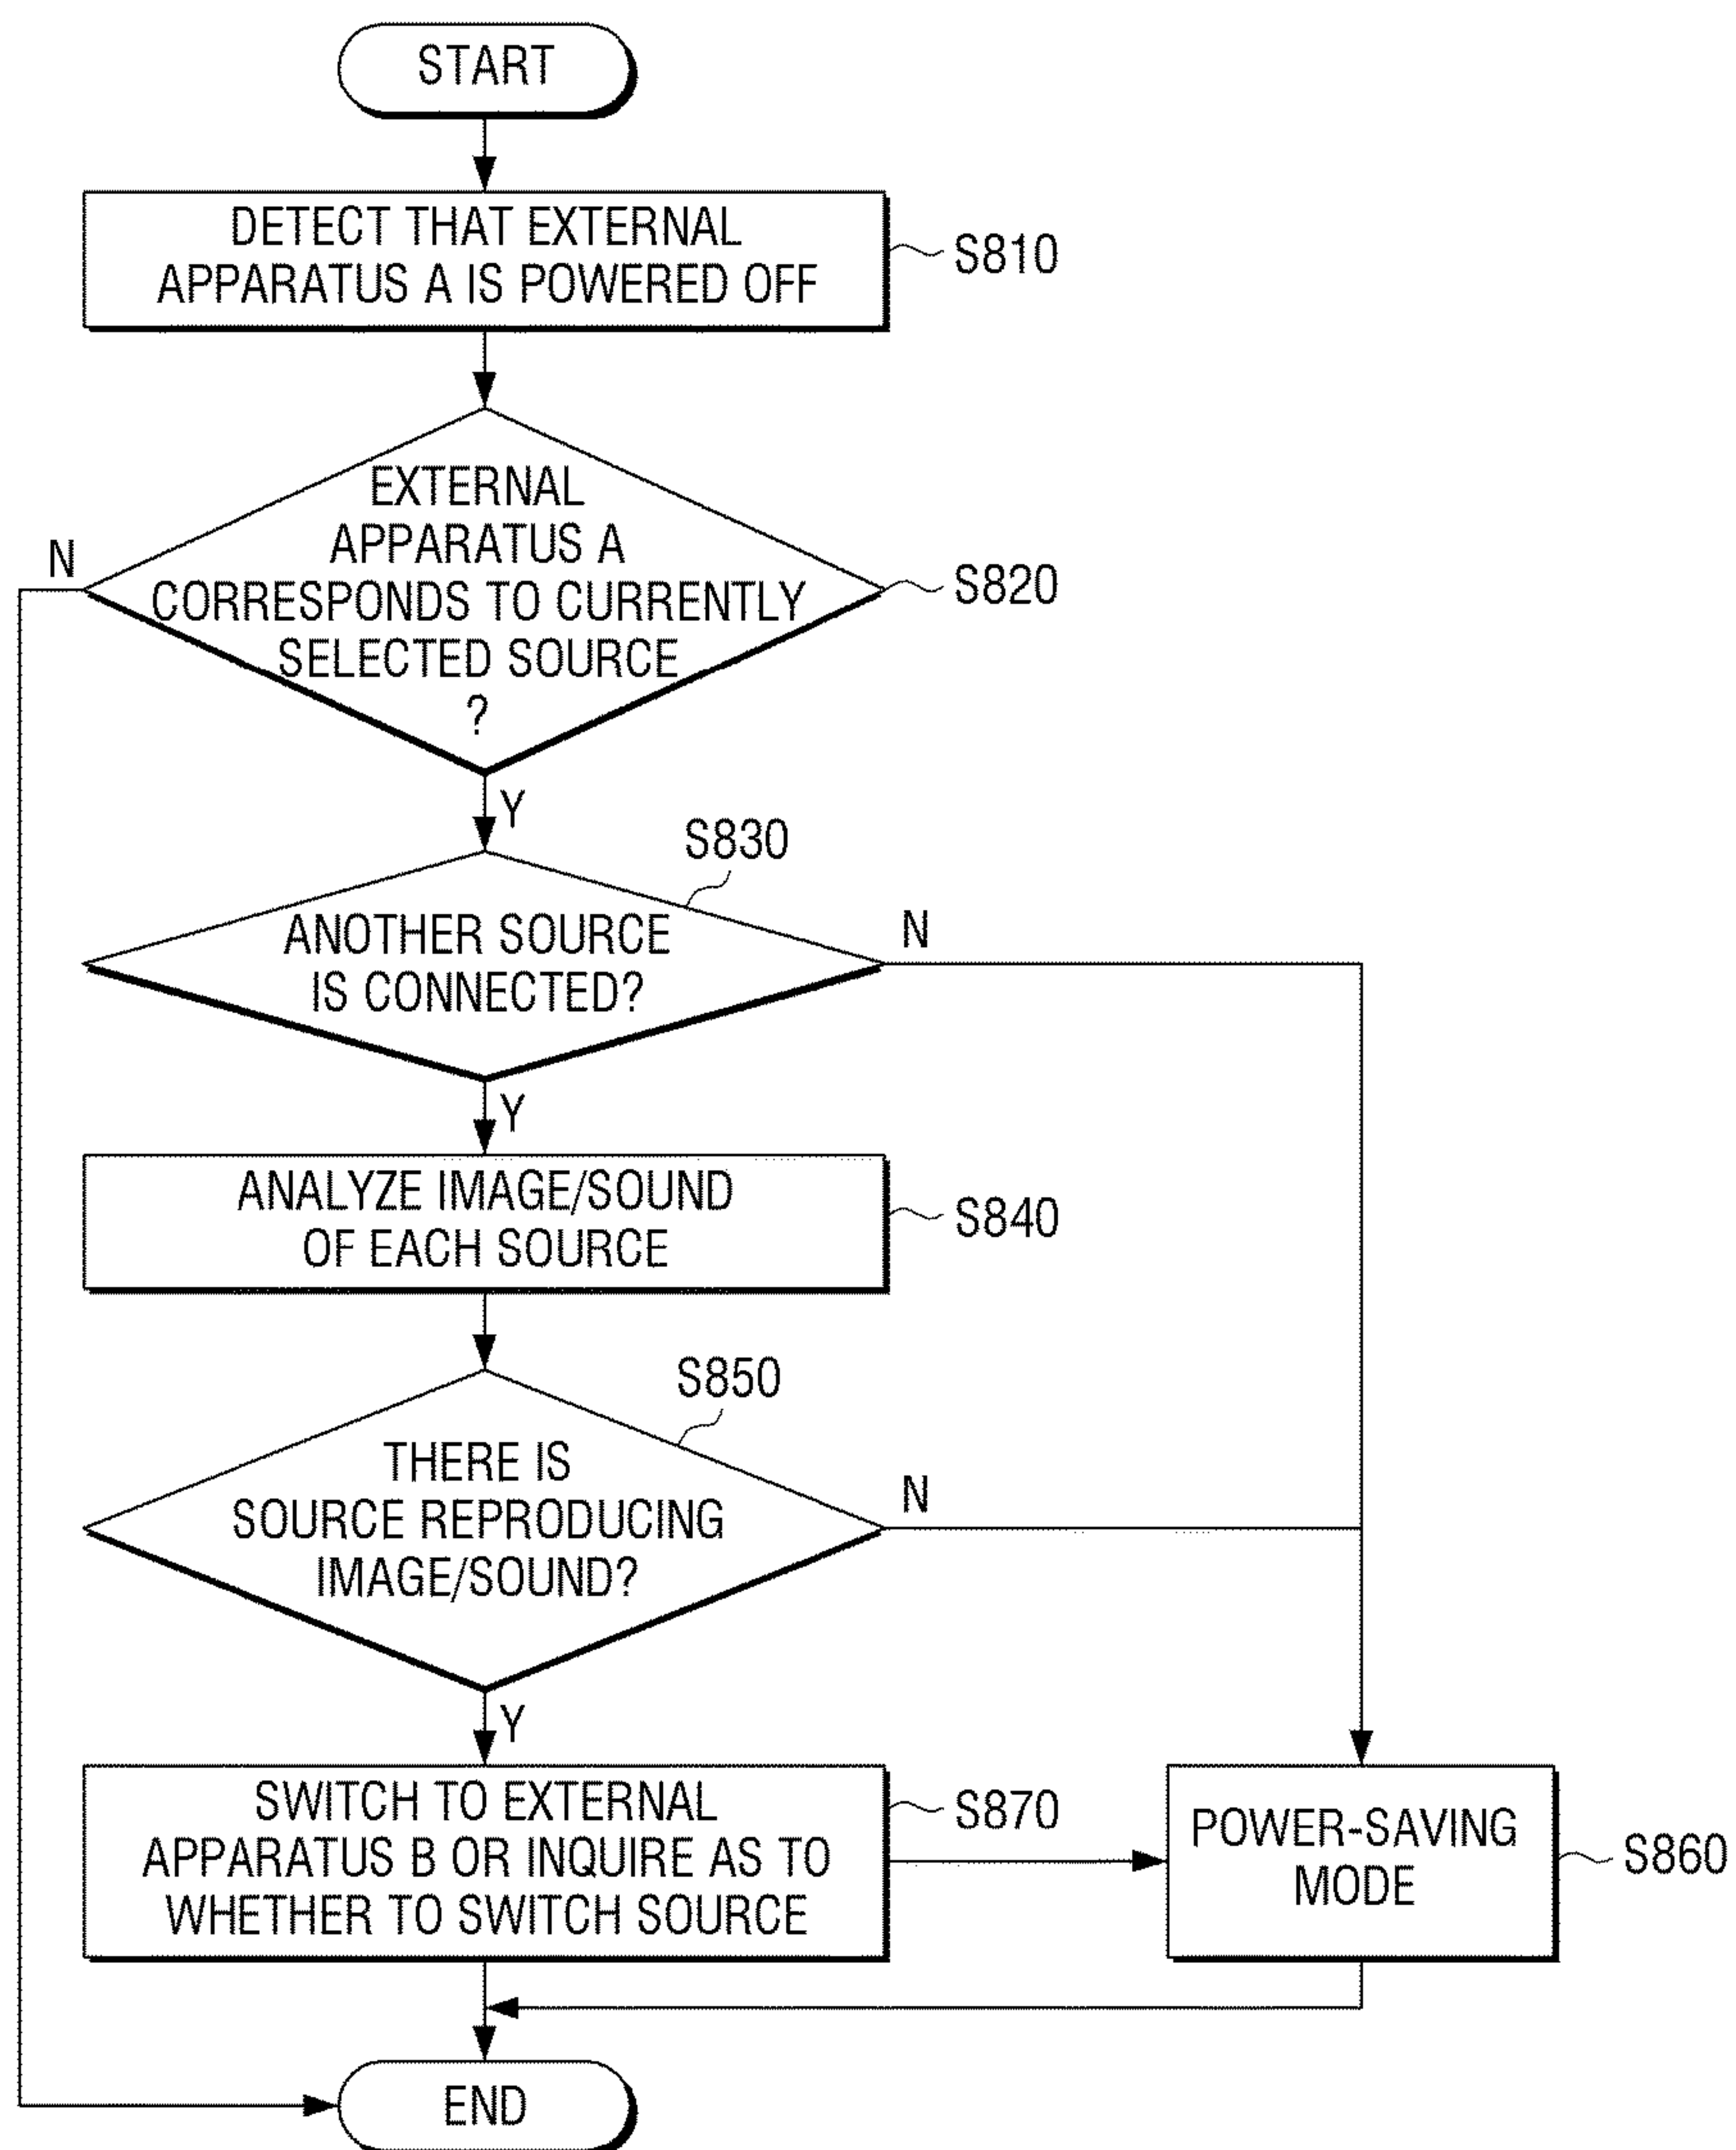 START
DETECT THAT EXTERNAL
APPARATUS A IS POWERED OFF
S810
EXTERNAL
APPARATUS A
CORRESPONDS TO CURRENTLY
SELECTED SOURCE
?
S820
N
Y
S830
ANOTHER SOURCE
IS CONNECTED?
N
Y
ANALYZE IMAGE/SOUND
OF EACH SOURCE
S840
S850
THERE IS
SOURCE REPRODUCING
IMAGE/SOUND?
N
Y
SWITCH TO EXTERNAL
APPARATUS B OR INQUIRE AS TO
WHETHER TO SWITCH SOURCE
S870
POWER-SAVING
MODE
S860
END